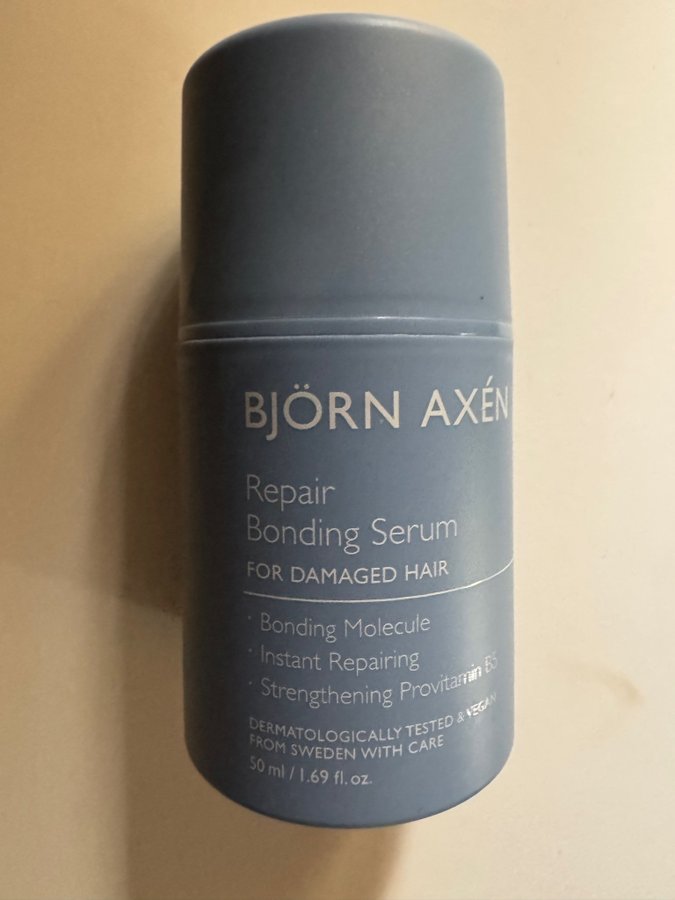 BJÖRN AXÉN
Repair
Bonding Serum
FOR DAMAGED HAIR
· Bonding Molecule
· Instant Repairing
· Strengthening Provitamin B5
DERMATOLOGICALLY TESTED & VEGAN
FROM SWEDEN WITH CARE
50 ml / 1.69 fl. oz.